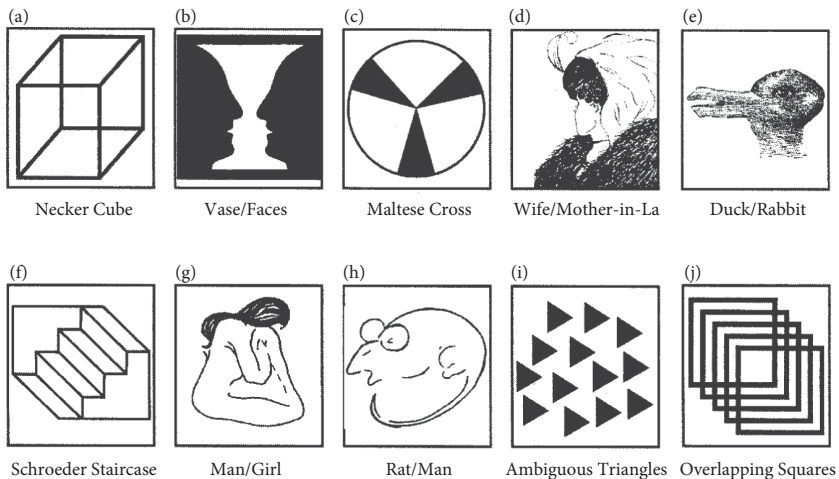 (a) (b) (c) (d) (e)
Necker Cube Vase/Faces Maltese Cross Wife/Mother-in-La Duck/Rabbit
(f) (g) (h) (i) (j)
Schroeder Staircase Man/Girl Rat/Man Ambiguous Triangles Overlapping Squares